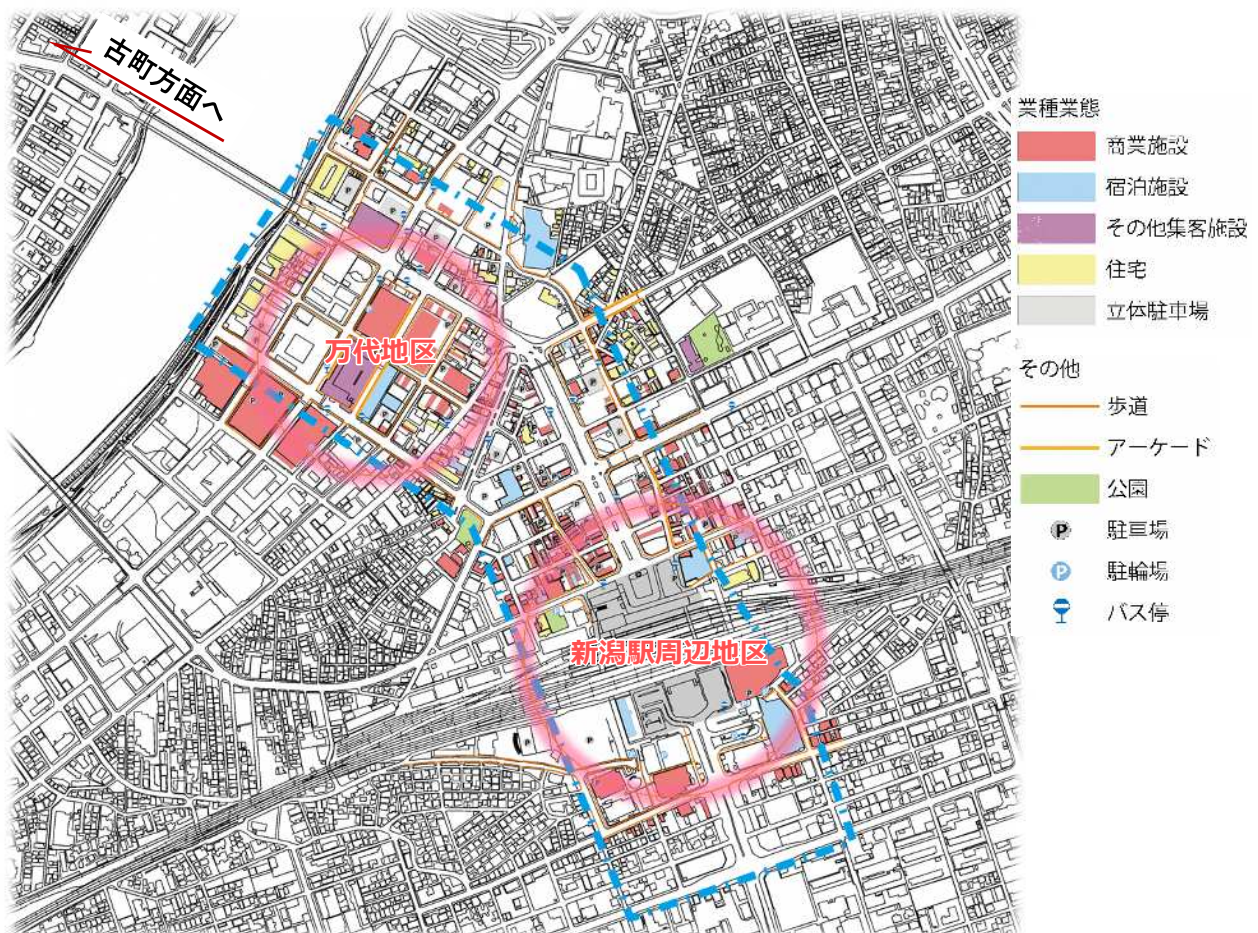 古町方面へ
万代地区
新潟駅周辺地区
業種業態
商業施設
宿泊施設
その他集客施設
住宅
立体駐車場
その他
歩道
アーケード
公園
P 駐車場
P 駐輪場
バス停